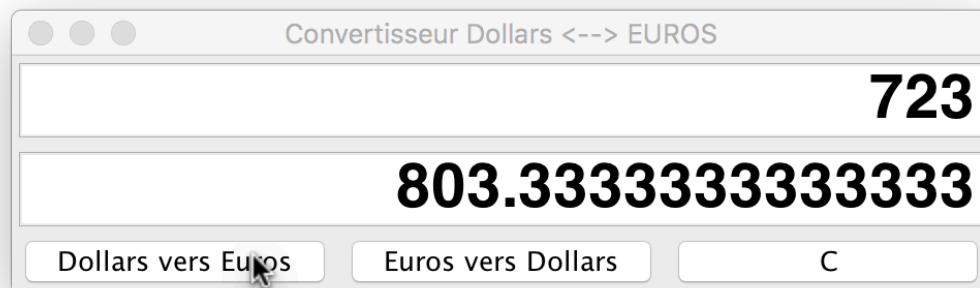 Convertisseur Dollars <--> EUROS
723
803.3333333333333
Dollars vers Euros Euros vers Dollars C